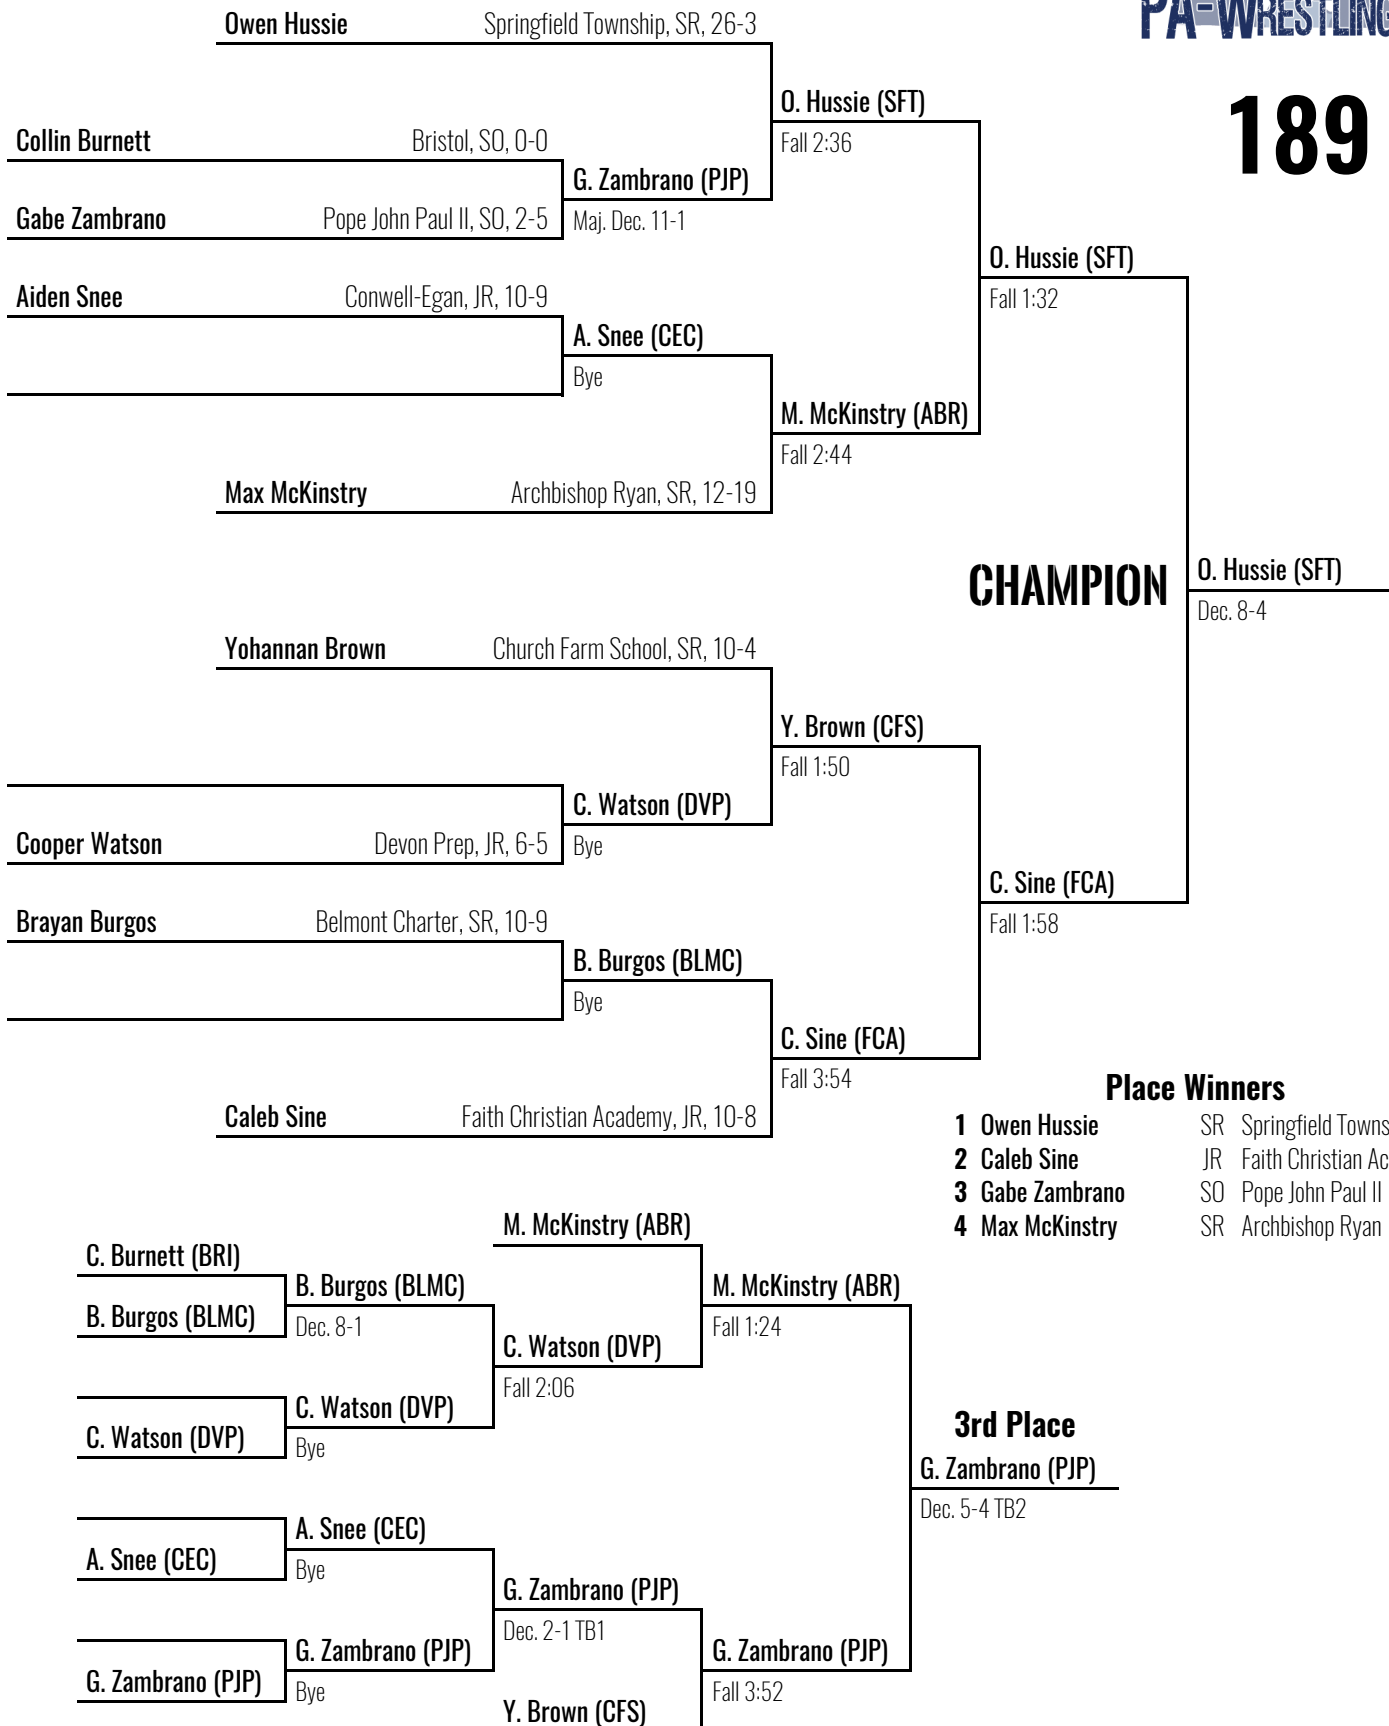 PA-WRESTLING
189
Owen Hussie Springfield Township, SR, 26-3
O. Hussie (SFT)
Fall 2:36
Collin Burnett Bristol, SO, 0-0
G. Zambrano (PJP)
Maj. Dec. 11-1
Gabe Zambrano Pope John Paul II, SO, 2-5
O. Hussie (SFT)
Fall 1:32
Aiden Snee Conwell-Egan, JR, 10-9
A. Snee (CEC)
Bye
M. McKinstry (ABR)
Fall 2:44
Max McKinstry Archbishop Ryan, SR, 12-19
CHAMPION
O. Hussie (SFT)
Dec. 8-4
Yohannan Brown Church Farm School, SR, 10-4
Y. Brown (CFS)
Fall 1:50
C. Watson (DVP)
Bye
Cooper Watson Devon Prep, JR, 6-5
C. Sine (FCA)
Fall 1:58
Brayan Burgos Belmont Charter, SR, 10-9
B. Burgos (BLMC)
Bye
C. Sine (FCA)
Fall 3:54
Caleb Sine Faith Christian Academy, JR, 10-8
Place Winners
1 Owen Hussie SR Springfield Towns
2 Caleb Sine JR Faith Christian Ac
3 Gabe Zambrano SO Pope John Paul II
4 Max McKinstry SR Archbishop Ryan
M. McKinstry (ABR)
C. Burnett (BRI)
B. Burgos (BLMC)
Dec. 8-1
B. Burgos (BLMC)
M. McKinstry (ABR)
Fall 1:24
C. Watson (DVP)
Fall 2:06
C. Watson (DVP)
Bye
C. Watson (DVP)
3rd Place
G. Zambrano (PJP)
Dec. 5-4 TB2
A. Snee (CEC)
Bye
A. Snee (CEC)
G. Zambrano (PJP)
Dec. 2-1 TB1
G. Zambrano (PJP)
Bye
G. Zambrano (PJP)
G. Zambrano (PJP)
Fall 3:52
Y. Brown (CFS)